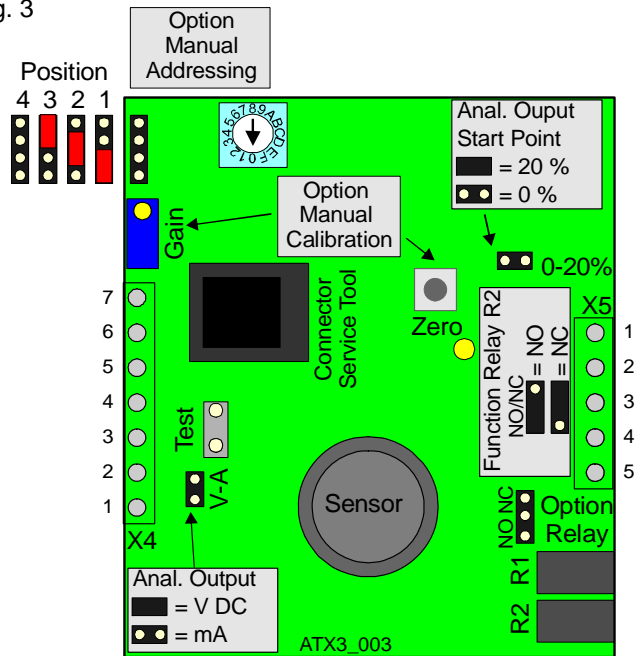 g. 3
Option
Manual
Addressing
Position
4 3 2 1
0123456789ABCDEF
Anal. Ouput
Start Point
= 20 %
= 0 %
Option
Manual
Calibration
Gain
0-20%
Connector
Service Tool
Zero
X5
7
6
5
4
3
2
1
X4
Function Relay R2
NO/NC
= NO
= NC
1
2
3
4
5
Test
V-A
Sensor
NO NC
Option
Relay
R1
R2
Anal. Output
= V DC
= mA
ATX3_003